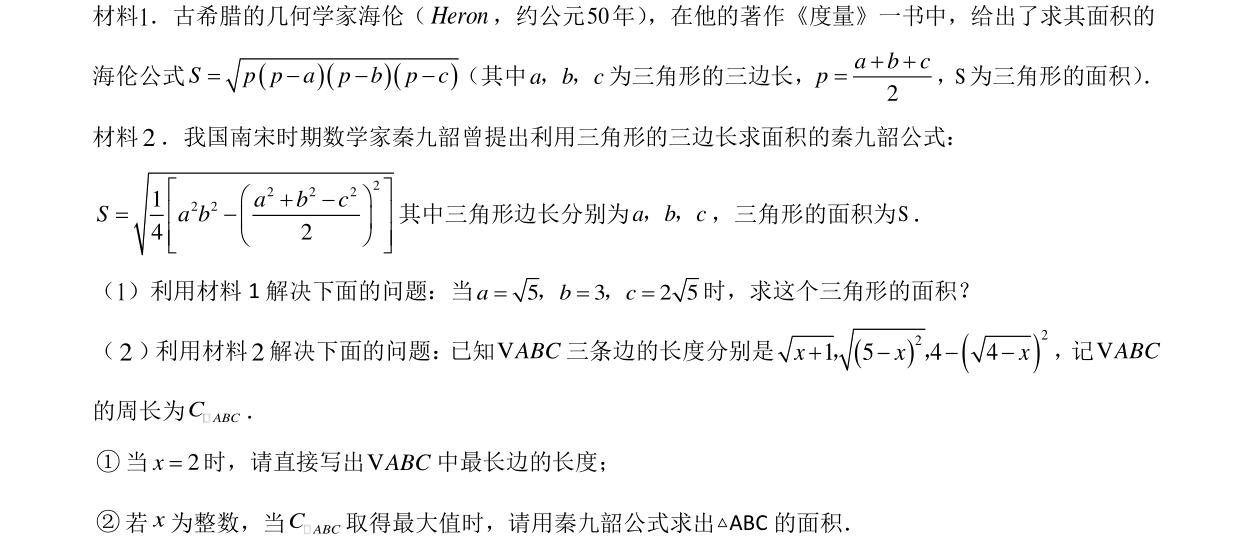 材料1．古希腊的几何学家海伦（Heron，约公元50年），在他的著作《度量》一书中，给出了求其面积的
海伦公式S=√(p(p−a)(p−b)(p−c))（其中a，b，c为三角形的三边长，p=(a+b+c)/2，S为三角形的面积）．
材料2．我国南宋时期数学家秦九韶曾提出利用三角形的三边长求面积的秦九韶公式：
S=√(1/4[a²b²−((a²+b²−c²)/2)²])其中三角形边长分别为a，b，c，三角形的面积为S．
（1）利用材料1解决下面的问题：当a=√5，b=3，c=2√5时，求这个三角形的面积？
（2）利用材料2解决下面的问题：已知VABC三条边的长度分别是√(x+1),√((5−x)²),4−(√(4−x))²，记VABC
的周长为C□ABC．
①当x=2时，请直接写出VABC中最长边的长度；
②若x为整数，当C□ABC取得最大值时，请用秦九韶公式求出△ABC的面积．